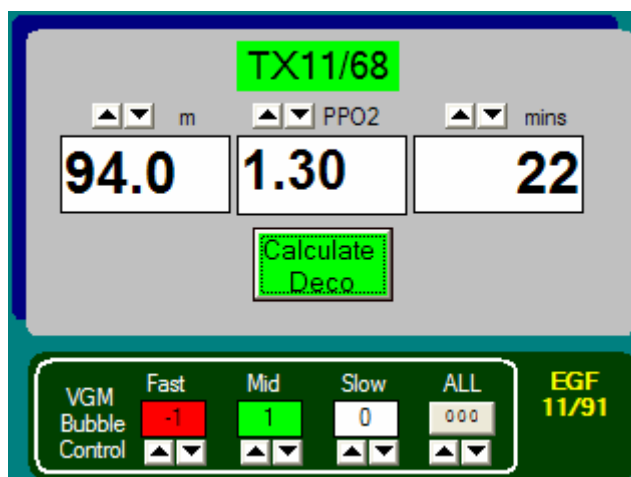 TX11/68
m PPO2 mins
94.0 1.30 22
Calculate
Deco
VGM
Bubble
Control
Fast Mid Slow ALL
-1 1 0 000
EGF
11/91